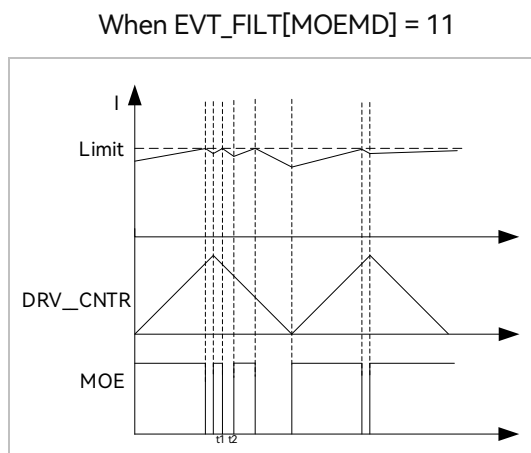 When EVT_FILT[MOEMD] = 11
I
Limit
DRV_CNTR
MOE
t1 t2